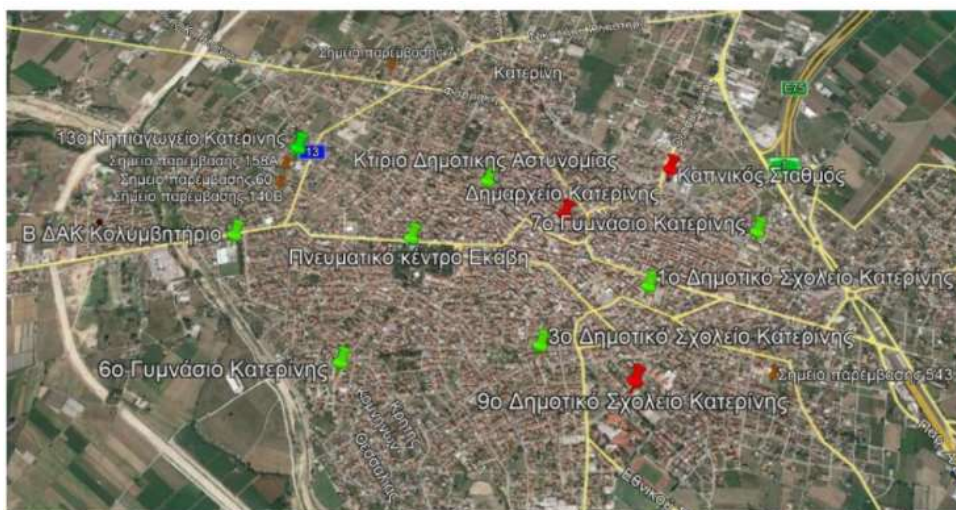 Σημείο παρέμβασης 7
Κατερίνη
E75
13ο Νηπιαγωγείο Κατερίνης
13
Σημείο παρέμβασης 158Α
Σημείο παρέμβασης 60
Σημείο παρέμβασης 140Β
Κτίριο Δημοτικής Αστυνομίας
Καπνικός Σταθμός
Δημαρχείο Κατερίνης
7ο Γυμνάσιο Κατερίνης
Β ΔΑΚ Κολυμβητήριο
Πνευματικό κέντρο Εκάβη
1ο Δημοτικό Σχολείο Κατερίνης
3ο Δημοτικό Σχολείο Κατερίνης
6ο Γυμνάσιο Κατερίνης
Σημείο παρέμβασης 543
9ο Δημοτικό Σχολείο Κατερίνης
Κρήτης